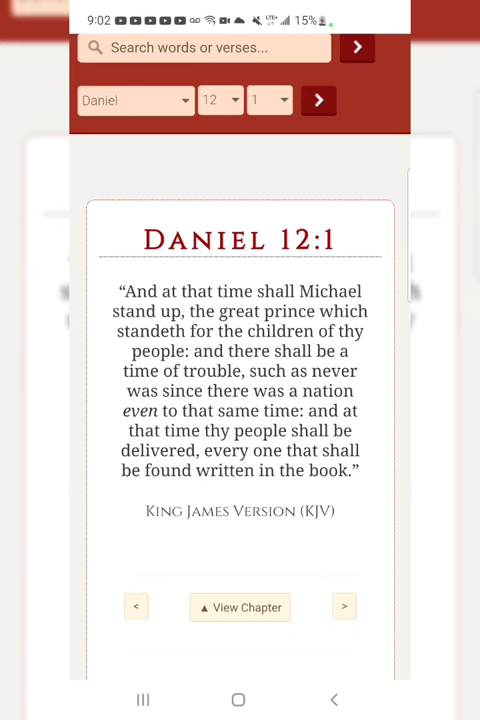 9:02
LTE+
15%
Search words or verses...
Daniel 12 1
DANIEL 12:1
“And at that time shall Michael
stand up, the great prince which
standeth for the children of thy
people: and there shall be a
time of trouble, such as never
was since there was a nation
even to that same time: and at
that time thy people shall be
delivered, every one that shall
be found written in the book.”
KING JAMES VERSION (KJV)
< ▲ View Chapter >